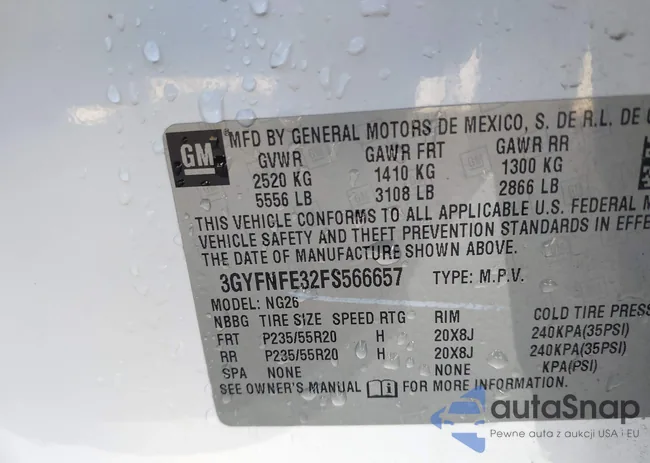 GM
®MFD BY GENERAL MOTORS DE MEXICO, S. DE R.L. DE
GVWR GAWR FRT GAWR RR
2520 KG 1410 KG 1300 KG
5556 LB 3108 LB 2866 LB
THIS VEHICLE CONFORMS TO ALL APPLICABLE U.S. FEDERAL M
VEHICLE SAFETY AND THEFT PREVENTION STANDARDS IN EFFE
THE DATE OF MANUFACTURE SHOWN ABOVE.
3GYFNFE32FS566657 TYPE: M.P.V.
MODEL: NG26
NBBG TIRE SIZE SPEED RTG RIM COLD TIRE PRES
FRT P235/55R20 H 20X8J 240KPA(35PSI)
RR P235/55R20 H 20X8J 240KPA(35PSI)
SPA NONE NONE KPA(PSI)
SEE OWNER'S MANUAL FOR MORE INFORMATION.
autaSnap
Pewne auta z aukcji USA i EU